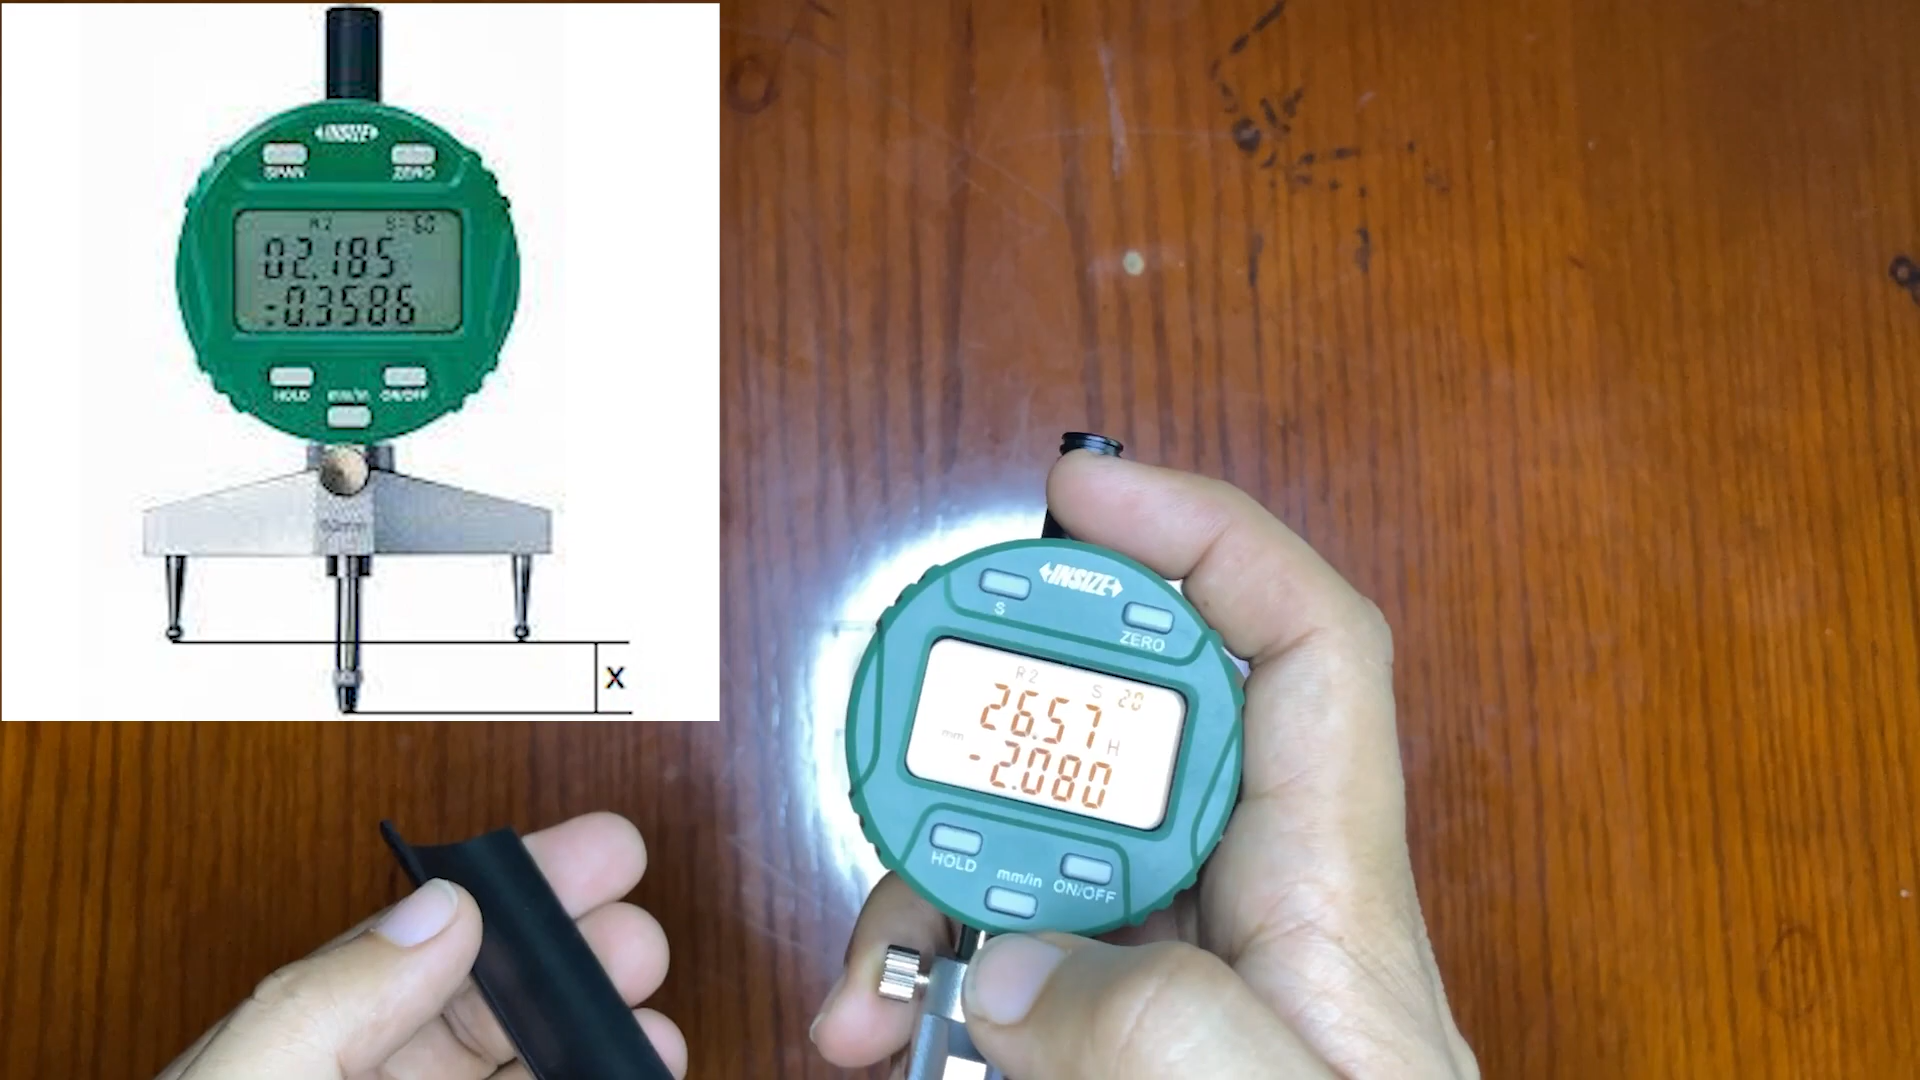 INSIZE
SPAN ZERO
R2 S=60
02.185
-0.3586
HOLD mm/in ON/OFF
60mm
X
INSIZE
S
ZERO
R2 S 20
26.57
H
mm
-2.080
HOLD mm/in ON/OFF